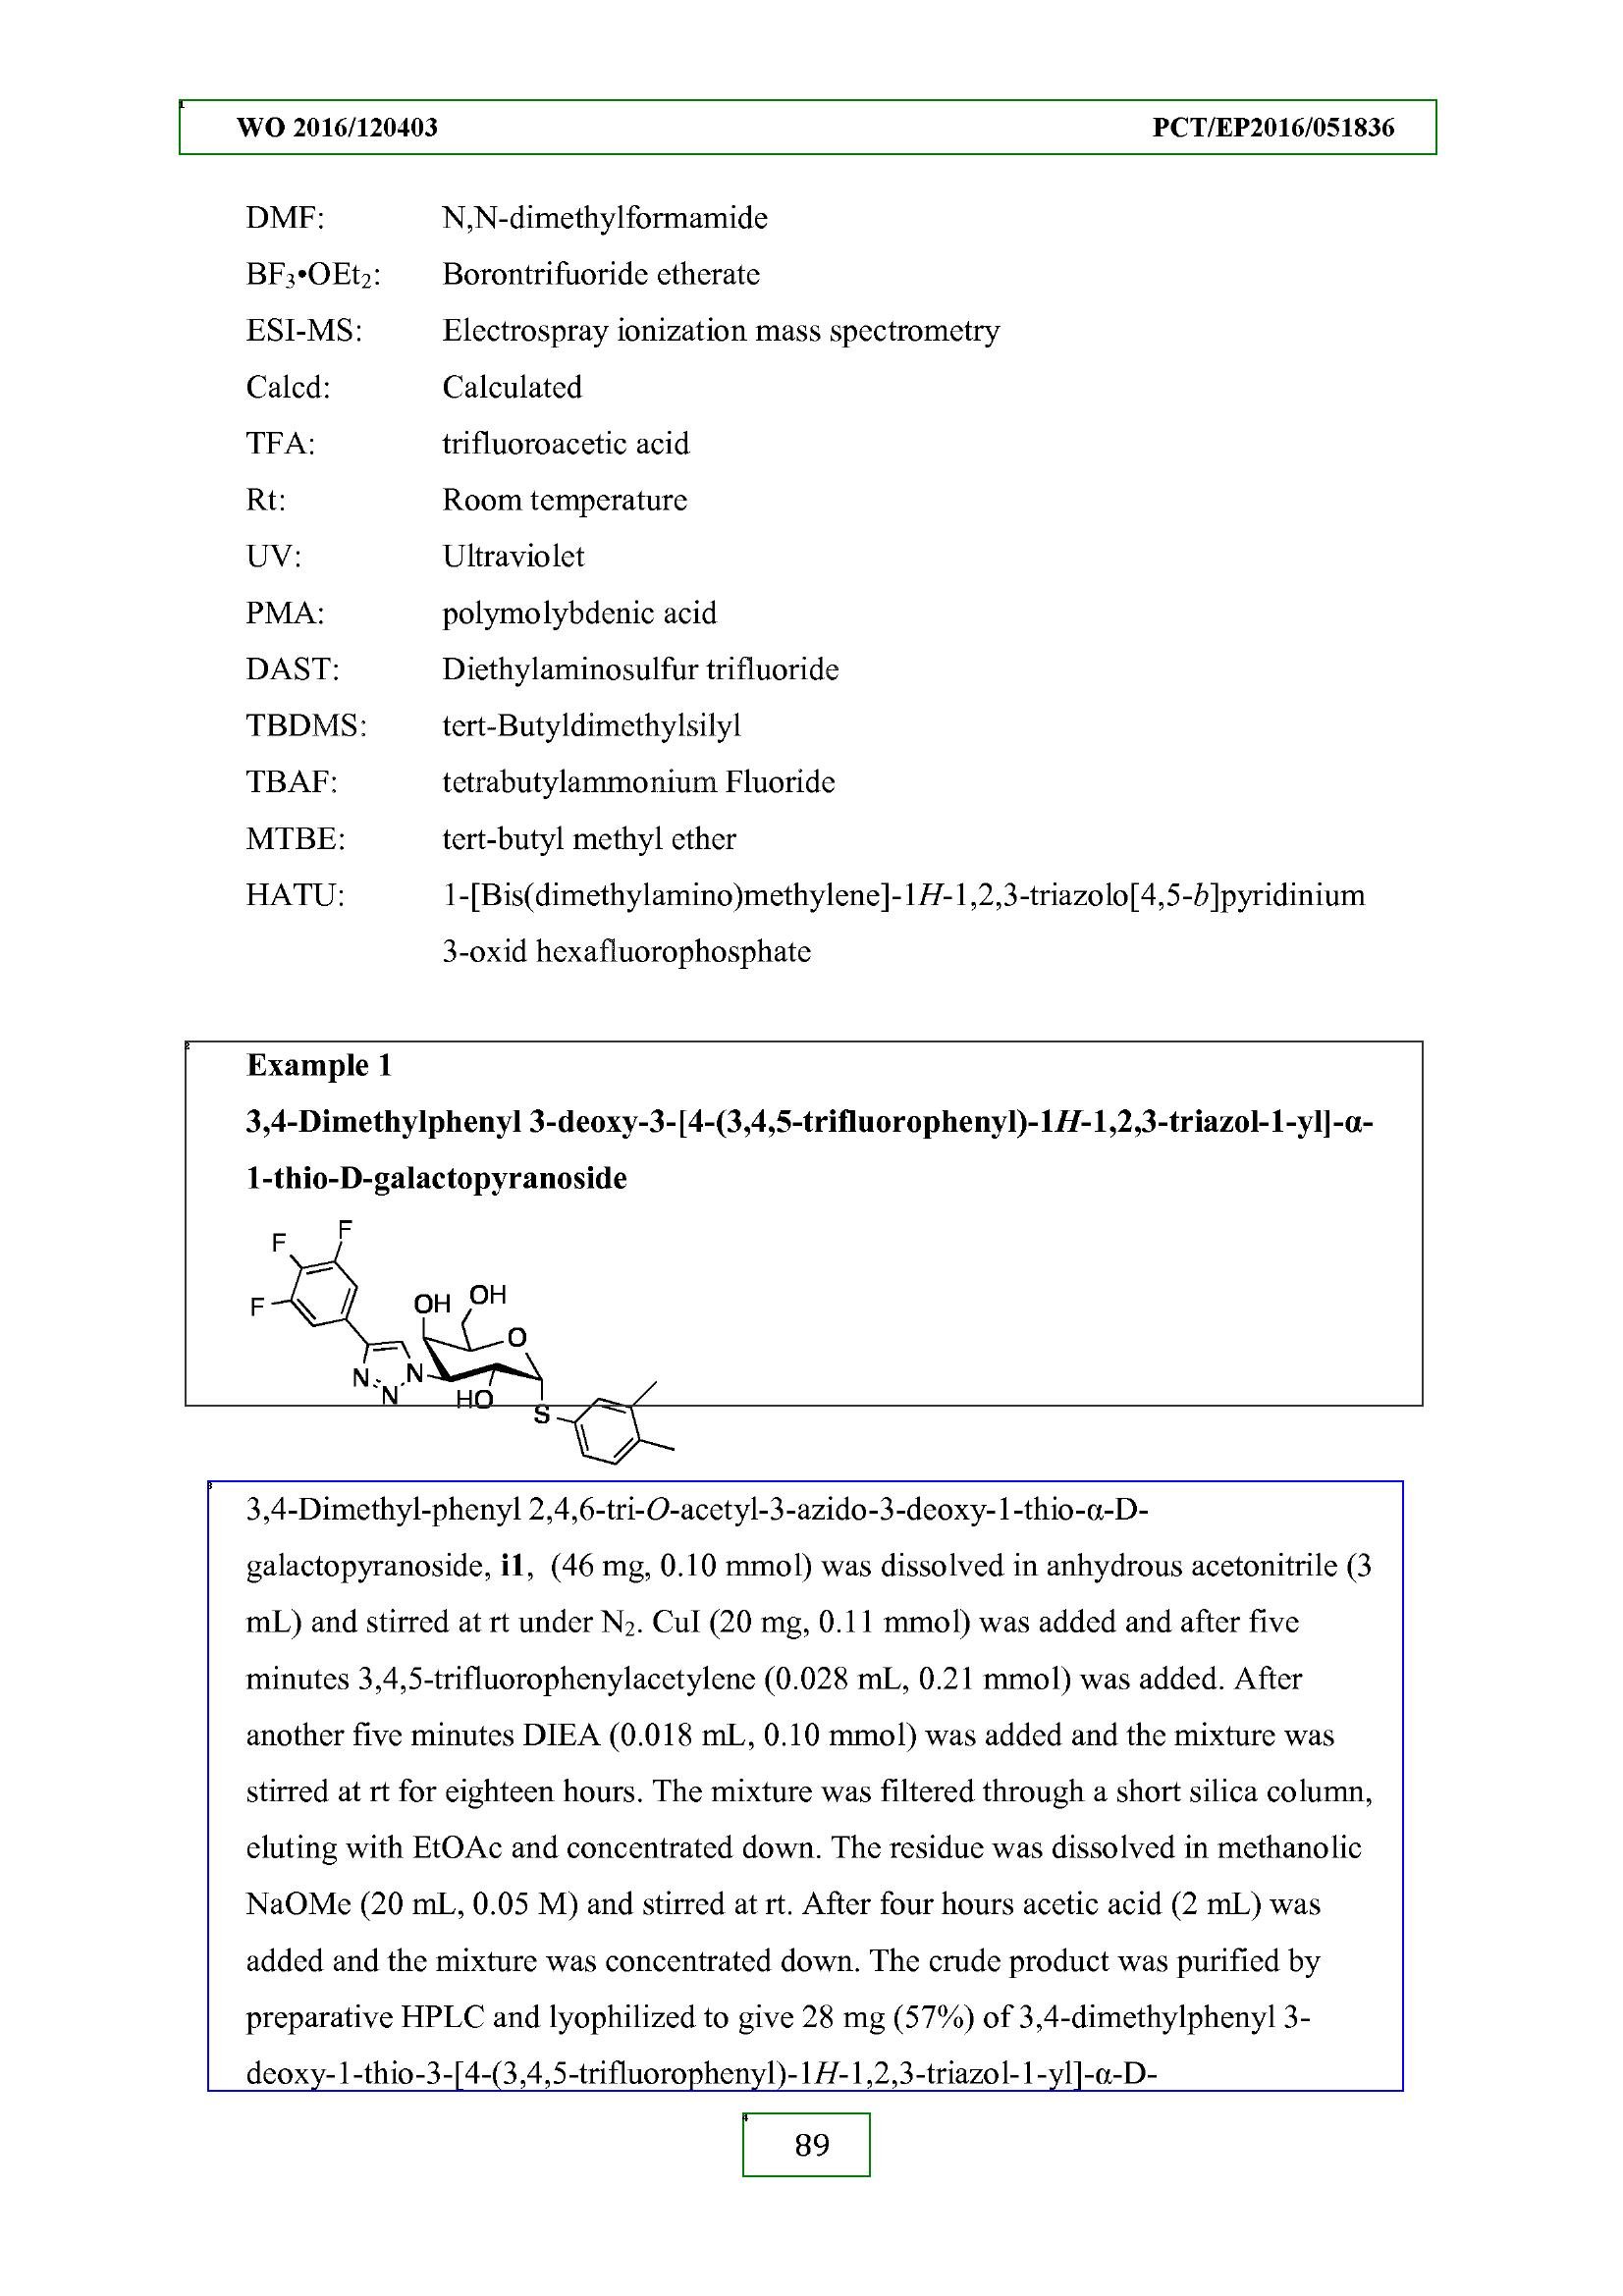 WO 2016/120403 PCT/EP2016/051836
DMF: N,N-dimethylformamide
BF₃•OEt₂: Borontrifuoride etherate
ESI-MS: Electrospray ionization mass spectrometry
Calcd: Calculated
TFA: trifluoroacetic acid
Rt: Room temperature
UV: Ultraviolet
PMA: polymolybdenic acid
DAST: Diethylaminosulfur trifluoride
TBDMS: tert-Butyldimethylsilyl
TBAF: tetrabutylammonium Fluoride
MTBE: tert-butyl methyl ether
HATU: 1-[Bis(dimethylamino)methylene]-1H-1,2,3-triazolo[4,5-b]pyridinium
3-oxid hexafluorophosphate
Example 1
3,4-Dimethylphenyl 3-deoxy-3-[4-(3,4,5-trifluorophenyl)-1H-1,2,3-triazol-1-yl]-α-
1-thio-D-galactopyranoside
F F
F OH OH
O
N N N
HO S
3,4-Dimethyl-phenyl 2,4,6-tri-O-acetyl-3-azido-3-deoxy-1-thio-α-D-
galactopyranoside, i1, (46 mg, 0.10 mmol) was dissolved in anhydrous acetonitrile (3
mL) and stirred at rt under N₂. CuI (20 mg, 0.11 mmol) was added and after five
minutes 3,4,5-trifluorophenylacetylene (0.028 mL, 0.21 mmol) was added. After
another five minutes DIEA (0.018 mL, 0.10 mmol) was added and the mixture was
stirred at rt for eighteen hours. The mixture was filtered through a short silica column,
eluting with EtOAc and concentrated down. The residue was dissolved in methanolic
NaOMe (20 mL, 0.05 M) and stirred at rt. After four hours acetic acid (2 mL) was
added and the mixture was concentrated down. The crude product was purified by
preparative HPLC and lyophilized to give 28 mg (57%) of 3,4-dimethylphenyl 3-
deoxy-1-thio-3-[4-(3,4,5-trifluorophenyl)-1H-1,2,3-triazol-1-yl]-α-D-
89